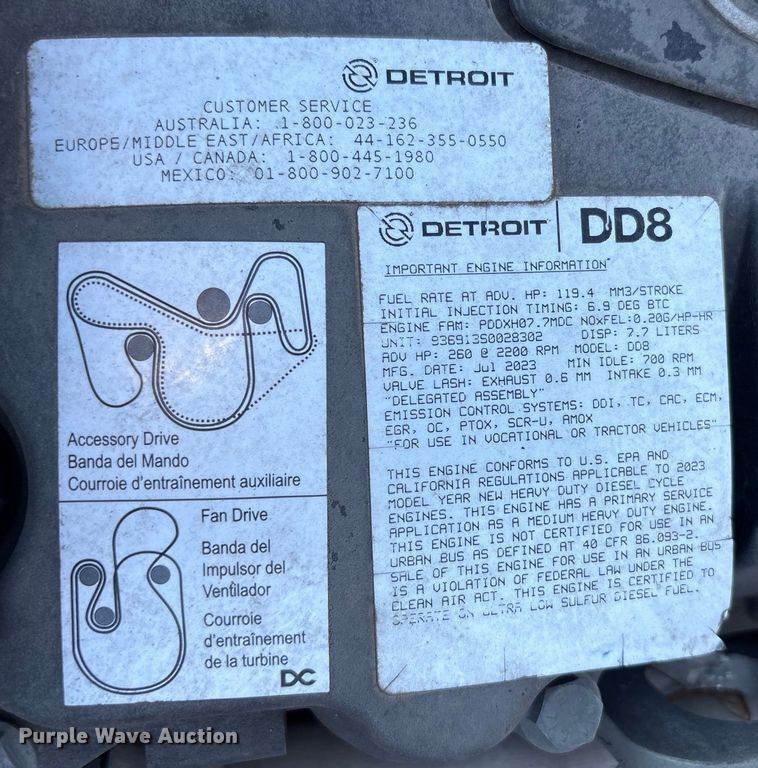 DETROIT
CUSTOMER SERVICE
AUSTRALIA: 1-800-023-236
EUROPE/MIDDLE EAST/AFRICA: 44-162-355-0550
USA / CANADA: 1-800-445-1980
MEXICO: 01-800-902-7100
DETROIT DD8
IMPORTANT ENGINE INFORMATION
FUEL RATE AT ADV. HP: 119.4 MM3/STROKE
INITIAL INJECTION TIMING: 6.9 DEG BTC
ENGINE FAM: PDDXH07.7MDC NOxFEL:0.20G/HP-HR
UNIT: 936913S0028302 DISP: 7.7 LITERS
ADV HP: 260 @ 2200 RPM MODEL: DD8
MFG. DATE: Jul 2023 MIN IDLE: 700 RPM
VALVE LASH: EXHAUST 0.6 MM INTAKE 0.3 MM
"DELEGATED ASSEMBLY"
EMISSION CONTROL SYSTEMS: DDI, TC, CAC, ECM,
EGR, OC, PTOX, SCR-U, AMOX
"FOR USE IN VOCATIONAL OR TRACTOR VEHICLES"
THIS ENGINE CONFORMS TO U.S. EPA AND
CALIFORNIA REGULATIONS APPLICABLE TO 2023
MODEL YEAR NEW HEAVY DUTY DIESEL CYCLE
ENGINES. THIS ENGINE HAS A PRIMARY SERVICE
APPLICATION AS A MEDIUM HEAVY DUTY ENGINE.
THIS ENGINE IS NOT CERTIFIED FOR USE IN AN
URBAN BUS AS DEFINED AT 40 CFR 86.093-2.
SALE OF THIS ENGINE FOR USE IN AN URBAN BUS
IS A VIOLATION OF FEDERAL LAW UNDER THE
CLEAN AIR ACT. THIS ENGINE IS CERTIFIED TO
OPERATE ON ULTRA LOW SULFUR DIESEL FUEL.
Accessory Drive
Banda del Mando
Courroie d'entraînement auxiliaire
Fan Drive
Banda del
Impulsor del
Ventilador
Courroie
d'entraînement
de la turbine
DC
Purple Wave Auction